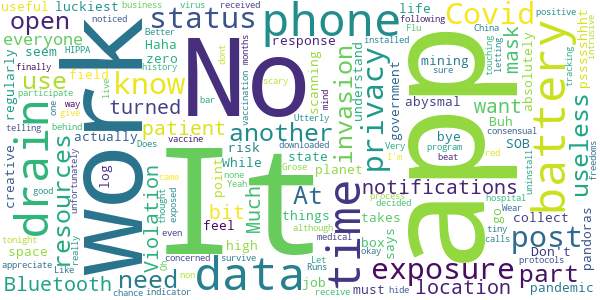 useful
luckiest
open
everyone
Haha
seem
zero
use
status
business
virus
received
Better
response
phone
Covid
life
Flu
noticed
HIPPA
finally
field
know
turned
history
scanning
understand
mining
China
following
positive
mask
installed
touching
sure
letting
absolutely
tracking
intrusive
psssshhht
battery
No
Work
drain
regularly
participate
live
one
way
give
bar
dont
months
scary
vaccination
mind
Utterly
invasion
privacy
government
another
patient
While
risk
downloaded
program
beat
bye
Buh
abysmal
consensual
SOB
want
red
uninstall
useless
freedoms
creative
telling
behind
actually
Does
vaccine
none
Yeah
state
planet
Very
I'm
resources
log
Violation
point
Grose
At
notifications
Don't
hospital
Wear
unfortunately
good
thought
exposed
bit
feel
Much
things
although
process
decided
takes
box
go
tiny
calls
collect
pandoras
It
app
time
exposure
post
space
tonight
really
came
Oh
non
even
high
Let
medical
okay
says
part
appreciate
Like
need
data
job
Runs
location
must
hide
pandemic
Bluetooth
chance
indicator
concerned
survive
receive
protocols